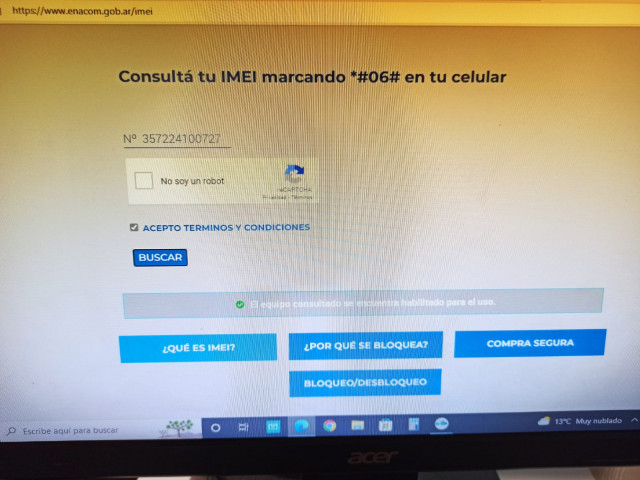 https://www.enacom.gob.ar/imei
Consultá tu IMEI marcando *#06# en tu celular
Nº 357224100727
No soy un robot
reCAPTCHA
Privacidad - Términos
ACEPTO TERMINOS Y CONDICIONES
BUSCAR
El equipo consultado se encuentra habilitado para el uso.
¿QUÉ ES IMEI?
¿POR QUÉ SE BLOQUEA?
COMPRA SEGURA
BLOQUEO/DESBLOQUEO
Escribe aquí para buscar
13°C Muy nublado
acer